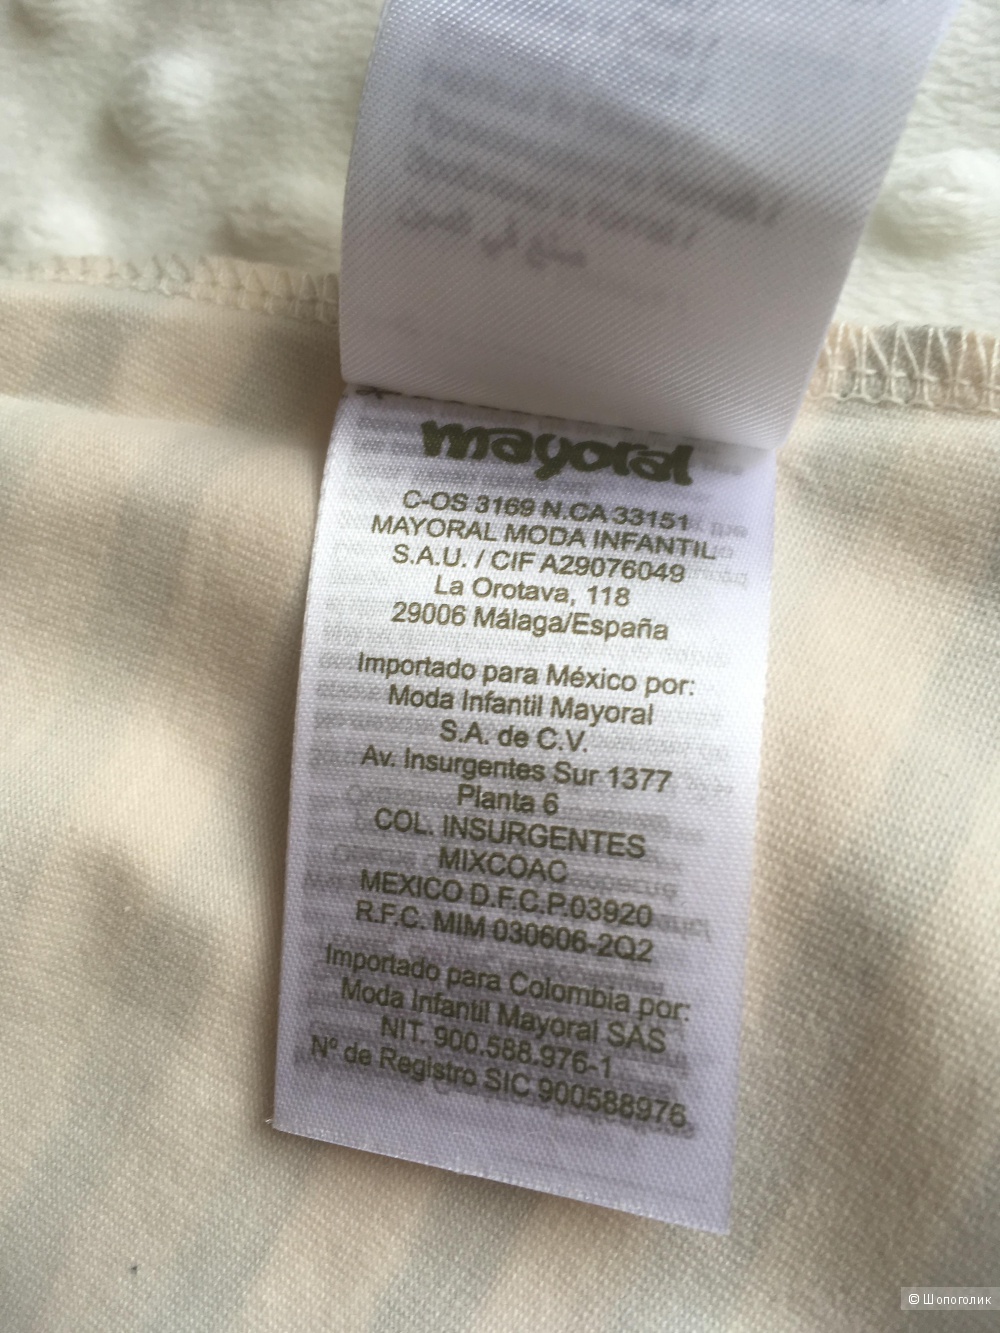 mayoral
C-OS 3169 N.CA 33151
MAYORAL MODA INFANTIL
S.A.U. / CIF A29076049
La Orotava, 118
29006 Málaga/España
Importado para México por:
Moda Infantil Mayoral
S.A. de C.V.
Av. Insurgentes Sur 1377
Planta 6
COL. INSURGENTES
MIXCOAC
MEXICO D.F.C.P.03920
R.F.C. MIM 030606-2Q2
Importado para Colombia por:
Moda Infantil Mayoral SAS
NIT. 900.588.976-1
Nº de Registro SIC 900588976
© Шопоголик